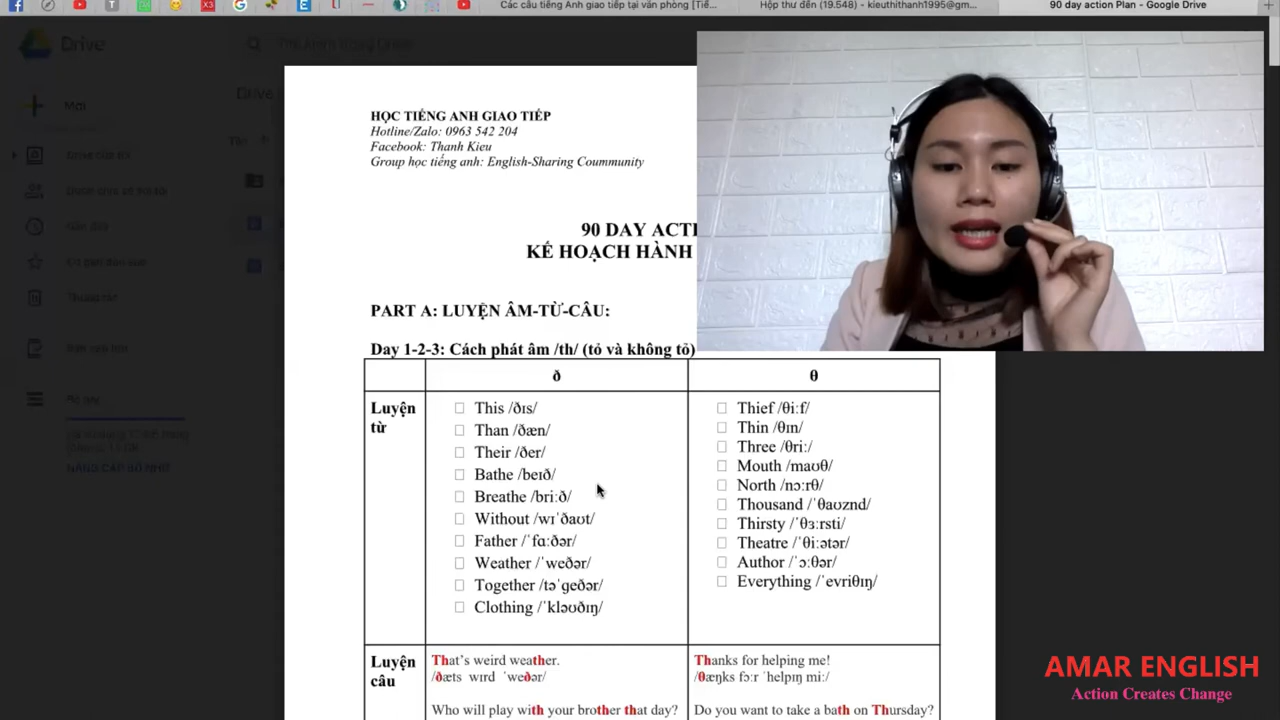 Các câu tiếng Anh giao tiếp tại văn phòng [Tiế...
Hộp thư đến (19.548) - kieuthithanh1995@gm...
90 day action Plan - Google Drive
Drive
Mới
HỌC TIẾNG ANH GIAO TIẾP
Hotline/Zalo: 0963 542 204
Facebook: Thanh Kieu
Group học tiếng anh: English-Sharing Coummunity
90 DAY ACTI
KẾ HOẠCH HÀNH
PART A: LUYỆN ÂM-TỪ-CÂU:
Day 1-2-3: Cách phát âm /th/ (tỏ và không tỏ)
ð
θ
Luyện
từ
This /ðɪs/
Than /ðæn/
Their /ðer/
Bathe /beɪð/
Breathe /briːð/
Without /wɪˈðaʊt/
Father /ˈfɑːðər/
Weather /ˈweðər/
Together /təˈɡeðər/
Clothing /ˈkləʊðɪŋ/
Thief /θiːf/
Thin /θɪn/
Three /θriː/
Mouth /maʊθ/
North /nɔːrθ/
Thousand /ˈθaʊznd/
Thirsty /ˈθɜːrsti/
Theatre /ˈθiːətər/
Author /ˈɔːθər/
Everything /ˈevriθɪŋ/
Luyện
câu
That’s weird weather.
/ðæts wɪrd ˈweðər/
Who will play with your brother that day?
Thanks for helping me!
/θæŋks fɔːr ˈhelpɪŋ miː/
Do you want to take a bath on Thursday?
AMAR ENGLISH
Action Creates Change